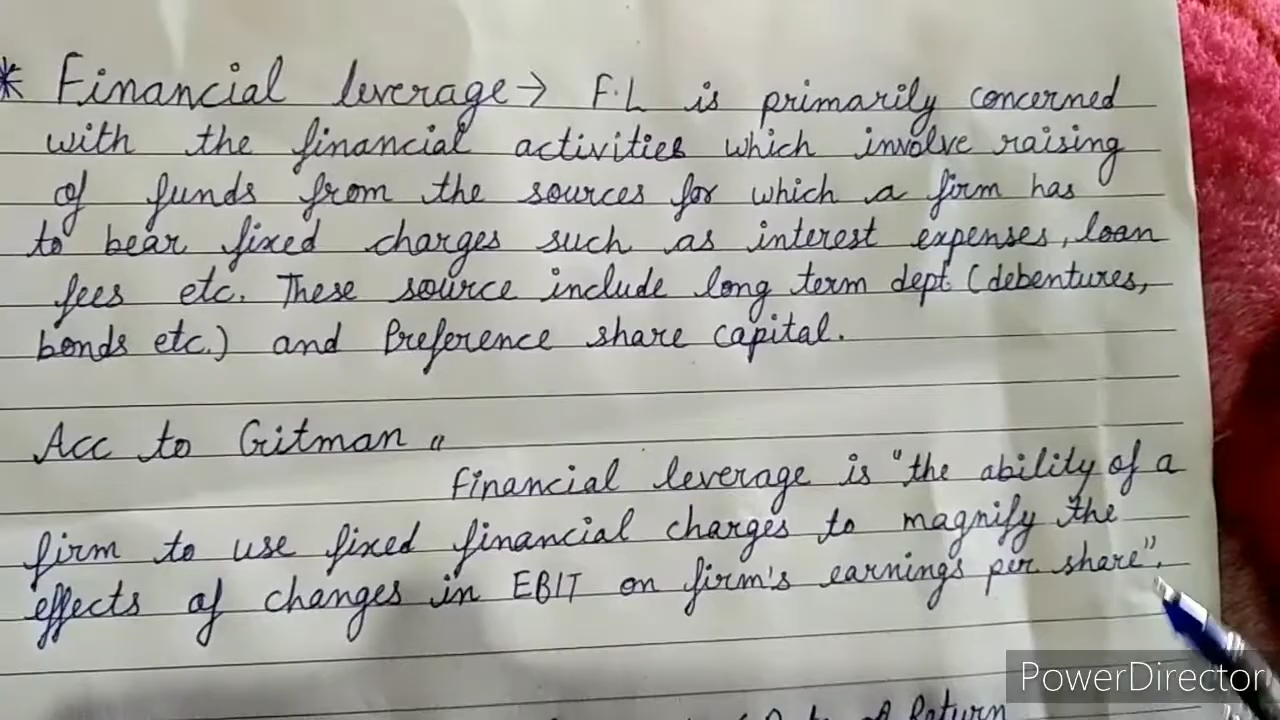 * Financial leverage → F.L is primarily concerned
with the financial activities which involve raising
of funds from the sources for which a firm has
to bear fixed charges such as interest expenses, loan
fees etc. These source include long term dept (debentures,
bonds etc.) and Preference share capital.
Acc to Gitman "
Financial leverage is "the ability of a
firm to use fixed financial charges to magnify the
effects of changes in EBIT on firm's earnings per share".
PowerDirector
Return